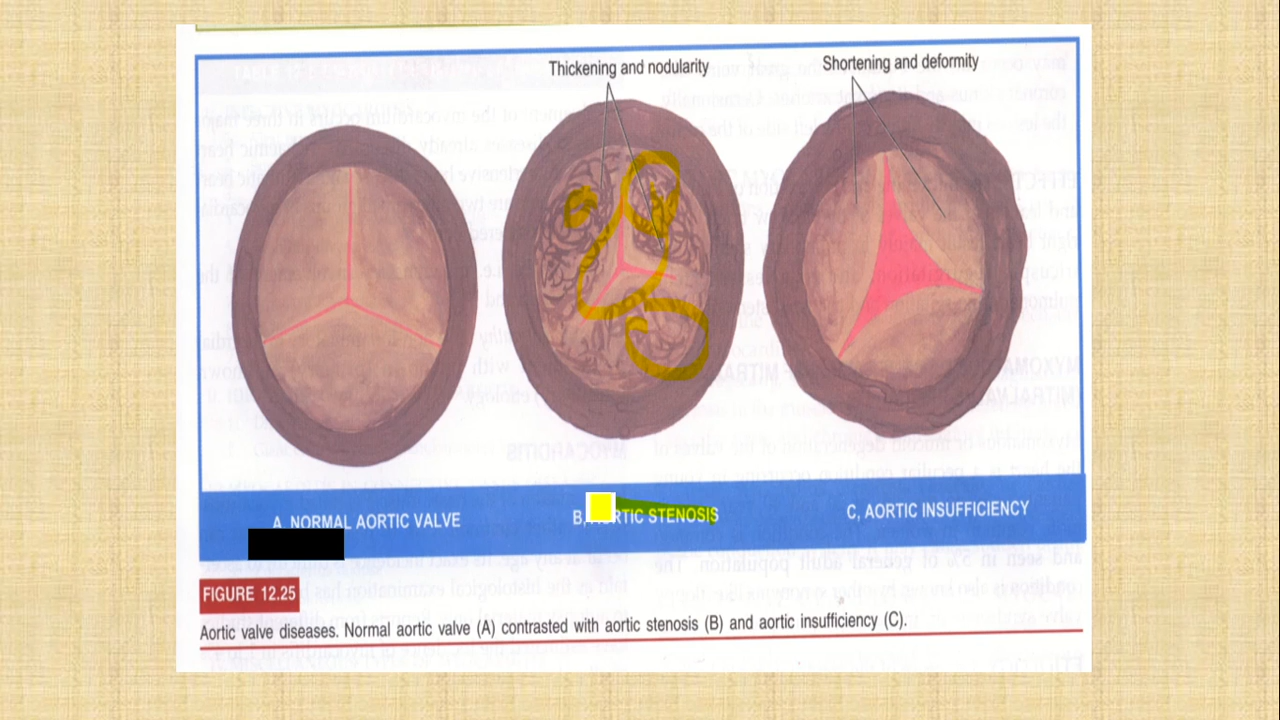 Thickening and nodularity
Shortening and deformity
A, NORMAL AORTIC VALVE
B, AORTIC STENOSIS
C, AORTIC INSUFFICIENCY
FIGURE 12.25
Aortic valve diseases. Normal aortic valve (A) contrasted with aortic stenosis (B) and aortic insufficiency (C).